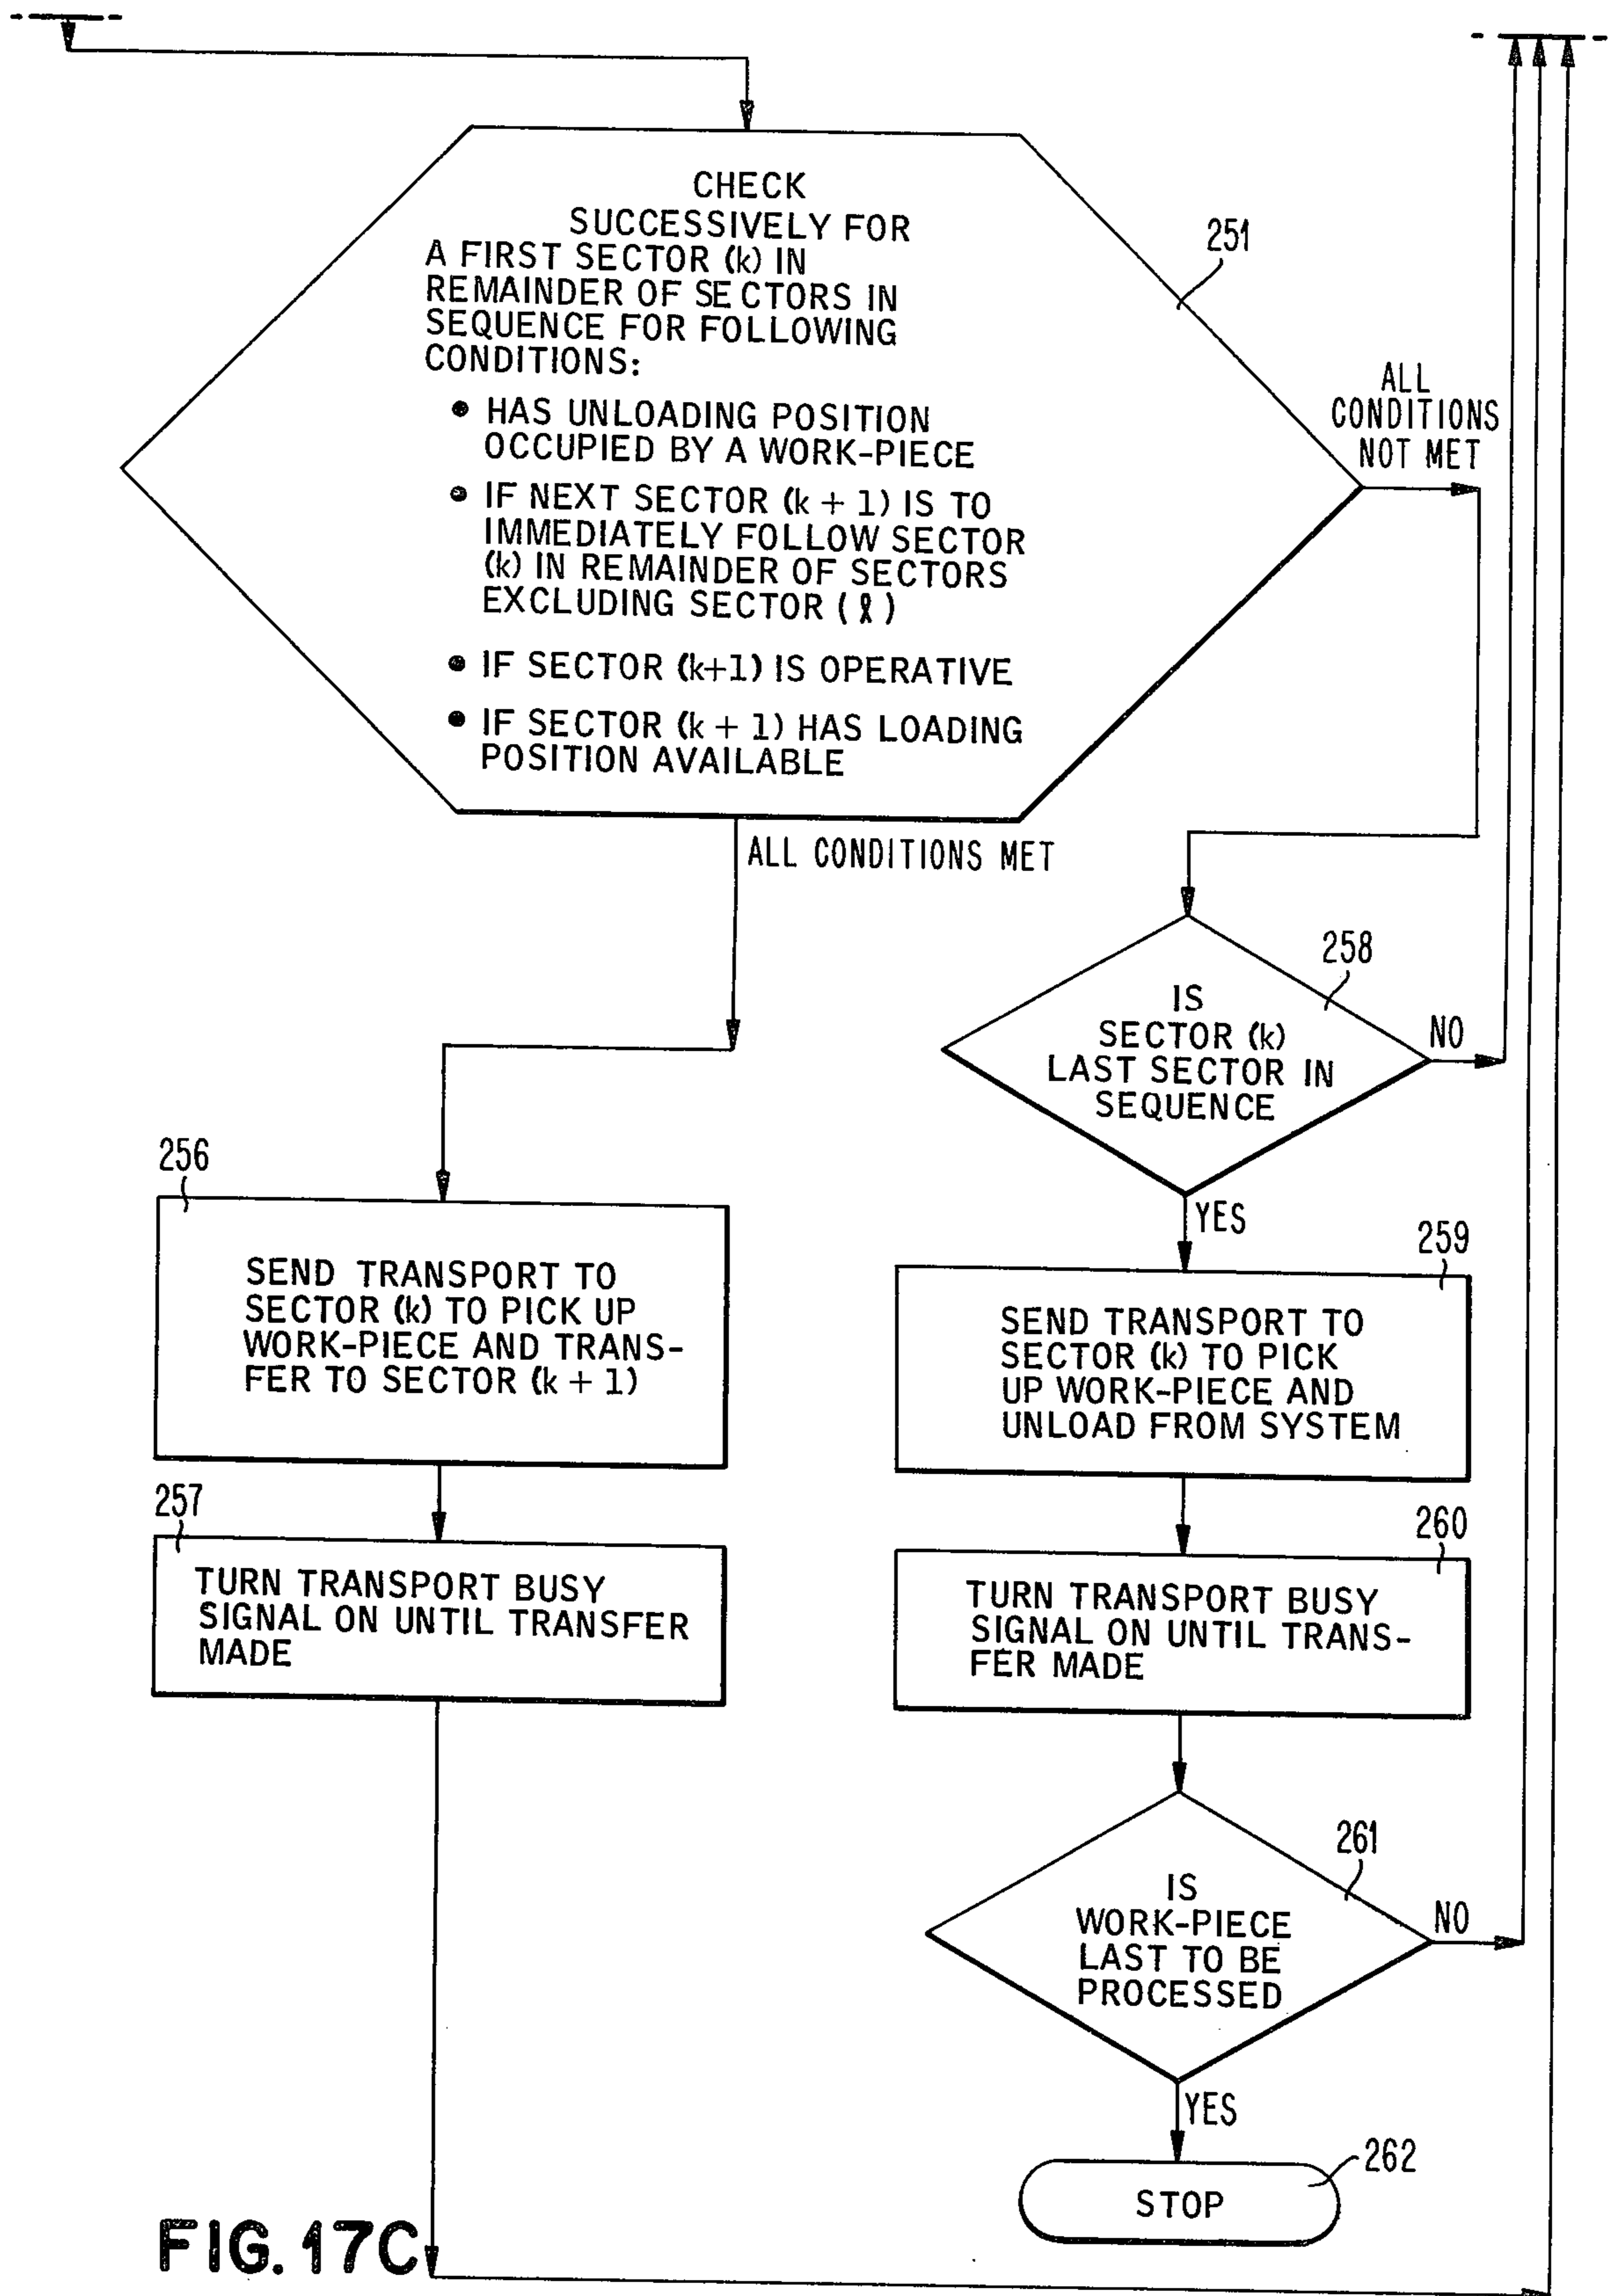 CHECK
SUCCESSIVELY FOR
A FIRST SECTOR (k) IN
REMAINDER OF SECTORS IN
SEQUENCE FOR FOLLOWING
CONDITIONS:
• HAS UNLOADING POSITION
OCCUPIED BY A WORK-PIECE
• IF NEXT SECTOR (k + 1) IS TO
IMMEDIATELY FOLLOW SECTOR
(k) IN REMAINDER OF SECTORS
EXCLUDING SECTOR (ℓ)
• IF SECTOR (k+1) IS OPERATIVE
• IF SECTOR (k + 1) HAS LOADING
POSITION AVAILABLE
251
ALL
CONDITIONS
NOT MET
ALL CONDITIONS MET
258
IS
SECTOR (k)
LAST SECTOR IN
SEQUENCE
NO
YES
256
SEND TRANSPORT TO
SECTOR (k) TO PICK UP
WORK-PIECE AND TRANS-
FER TO SECTOR (k + 1)
257
TURN TRANSPORT BUSY
SIGNAL ON UNTIL TRANSFER
MADE
259
SEND TRANSPORT TO
SECTOR (k) TO PICK
UP WORK-PIECE AND
UNLOAD FROM SYSTEM
260
TURN TRANSPORT BUSY
SIGNAL ON UNTIL TRANS-
FER MADE
261
IS
WORK-PIECE
LAST TO BE
PROCESSED
NO
YES
262
STOP
FIG. 17C